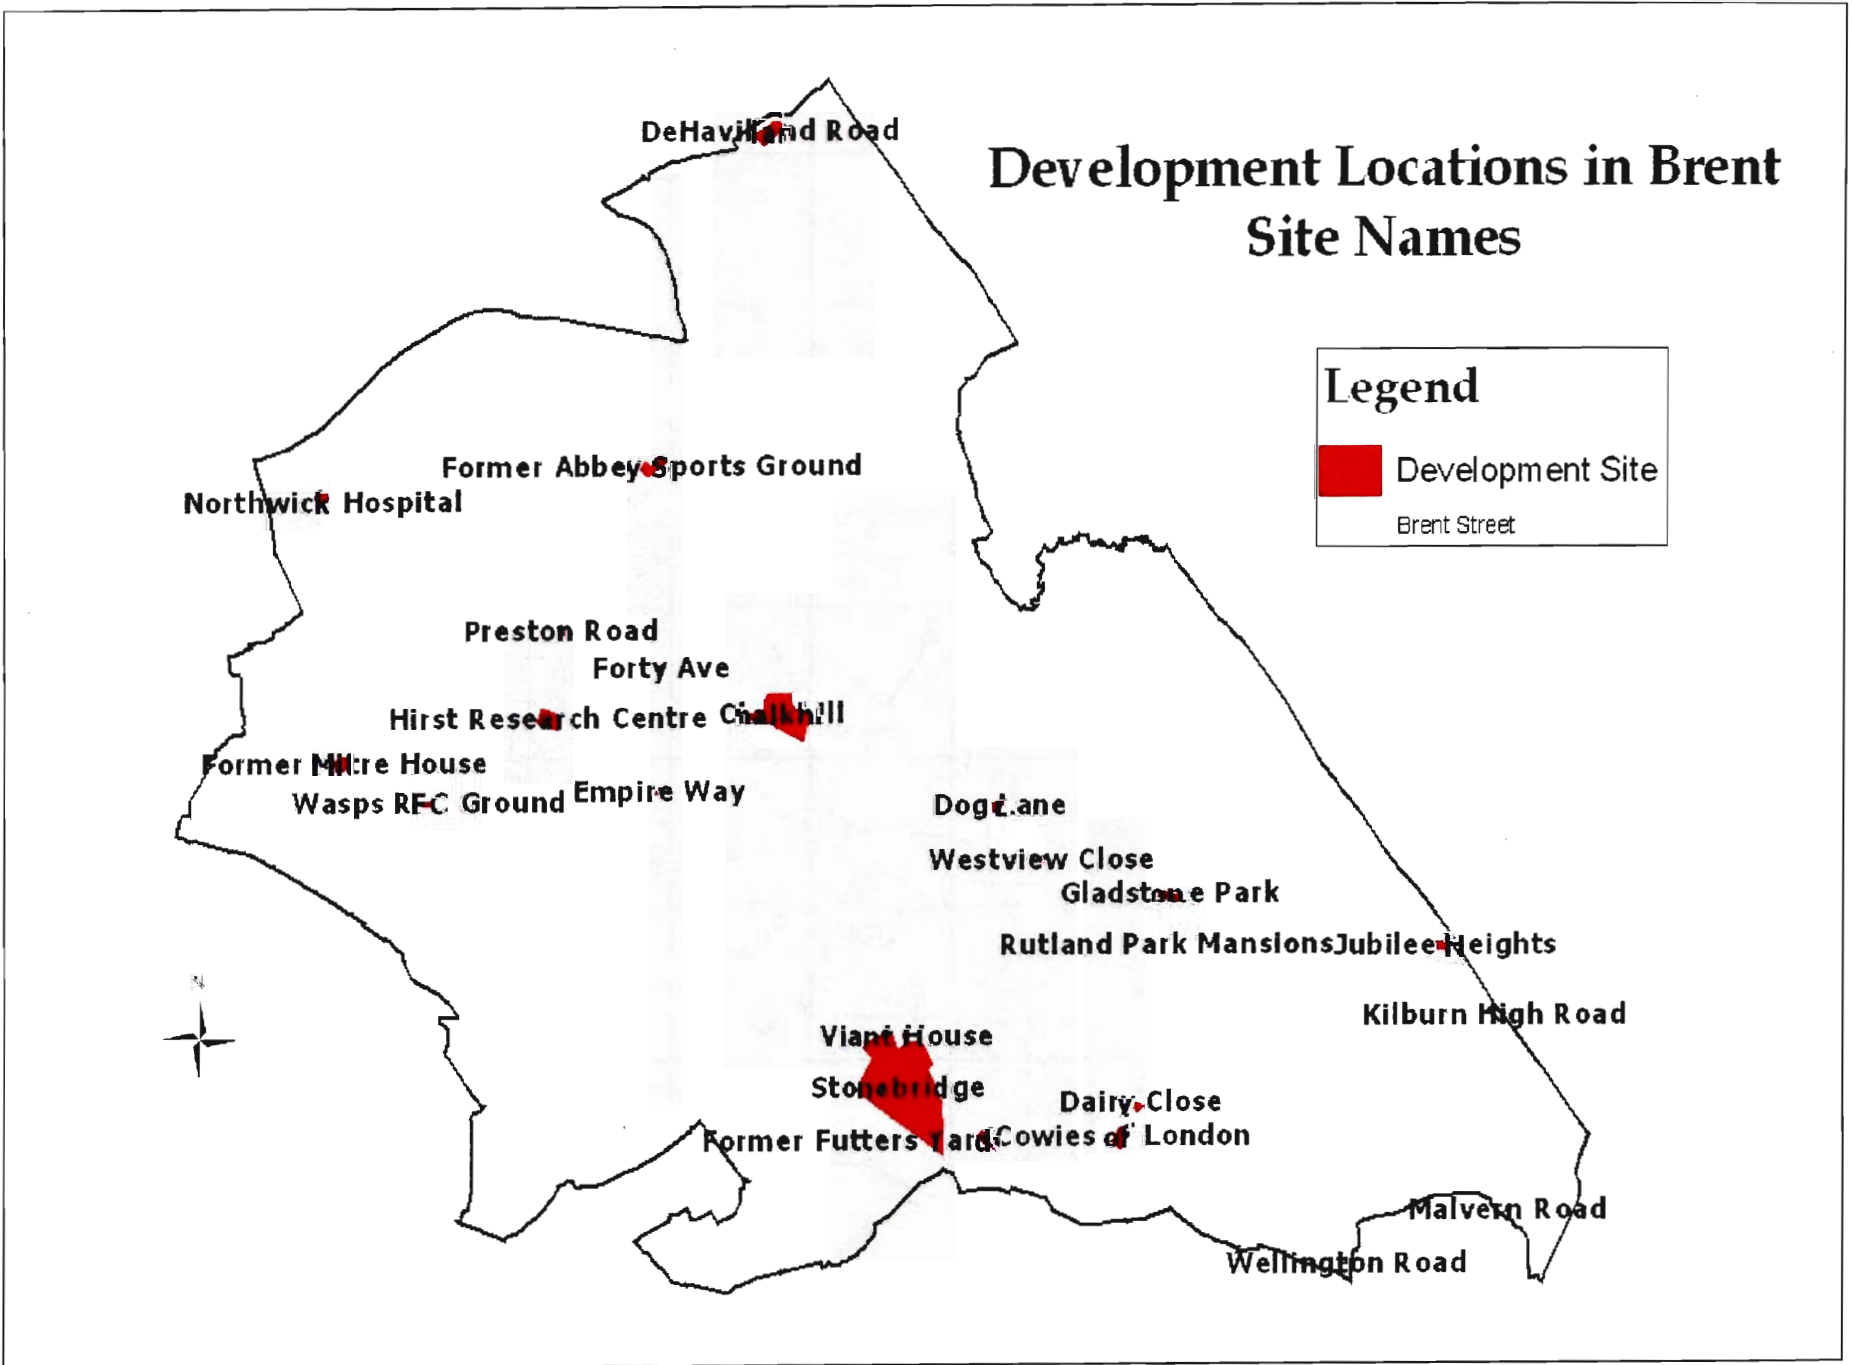 Development Locations in Brent
Site Names
DeHavilland Road
Legend
Development Site
Brent Street
Former Abbey Sports Ground
Northwick Hospital
Preston Road
Forty Ave
Hirst Research Centre
Chalkhill
Former Mitre House
Wasps RFC Ground
Empire Way
Dog Lane
Westview Close
Gladstone Park
Rutland Park Mansions
Jubilee Heights
N
Kilburn High Road
Viant House
Stonebridge
Dairy Close
Former Futters Yard
Cowies of London
Malvern Road
Wellington Road